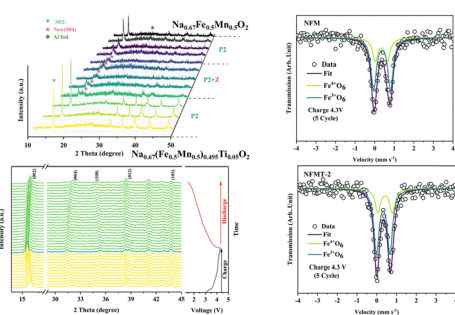 (002)
New(004)
Al foil
Na0.67Fe0.5Mn0.5O2
P2
P2+Z
P2
Intensity (a.u.)
10 20 30 40 50
2 Theta (degree)
Na0.67(Fe0.5Mn0.5)0.495Ti0.05O2
(002)
(004)
(100)
(012)
(103)
Intensity (a.u.)
15 30 33 36 39 42 45
2 Theta (degree)
Discharge
Charge
Time
2 3 4 5
Voltage (V)
NFM
Data
Fit
Fe4+O6
Fe3+O6
Charge 4.3V
(5 Cycle)
Transmission (Arb. Unit)
-4 -3 -2 -1 0 1 2 3 4
Velocity (mm s-1)
NFMT-2
Data
Fit
Fe4+O6
Fe3+O6
Charge 4.3 V
(5 Cycle)
Transmission (Arb..Unit)
-4 -3 -2 -1 0 1 2 3 4
Velocity (mm s-1)